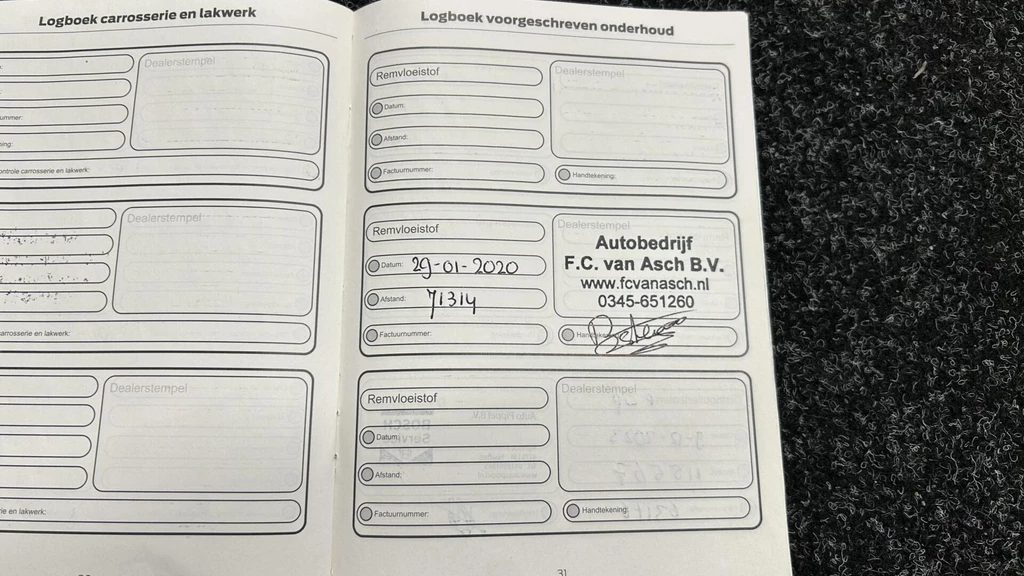 Logboek carrosserie en lakwerk
Dealerstempel
ummer:
ning:
ontrole carrosserie en lakwerk:
Dealerstempel
arrosserie en lakwerk:
Dealerstempel
ie en lakwerk:
Logboek voorgeschreven onderhoud
Remvloeistof
Datum:
Afstand:
Factuurnummer:
Dealerstempel
Handtekening:
Remvloeistof
Datum: 29-01-2020
Afstand: 71314
Factuurnummer:
Dealerstempel
Autobedrijf
F.C. van Asch B.V.
www.fcvanasch.nl
0345-651260
Remvloeistof
Datum:
Afstand:
Factuurnummer:
Dealerstempel
Handtekening:
31